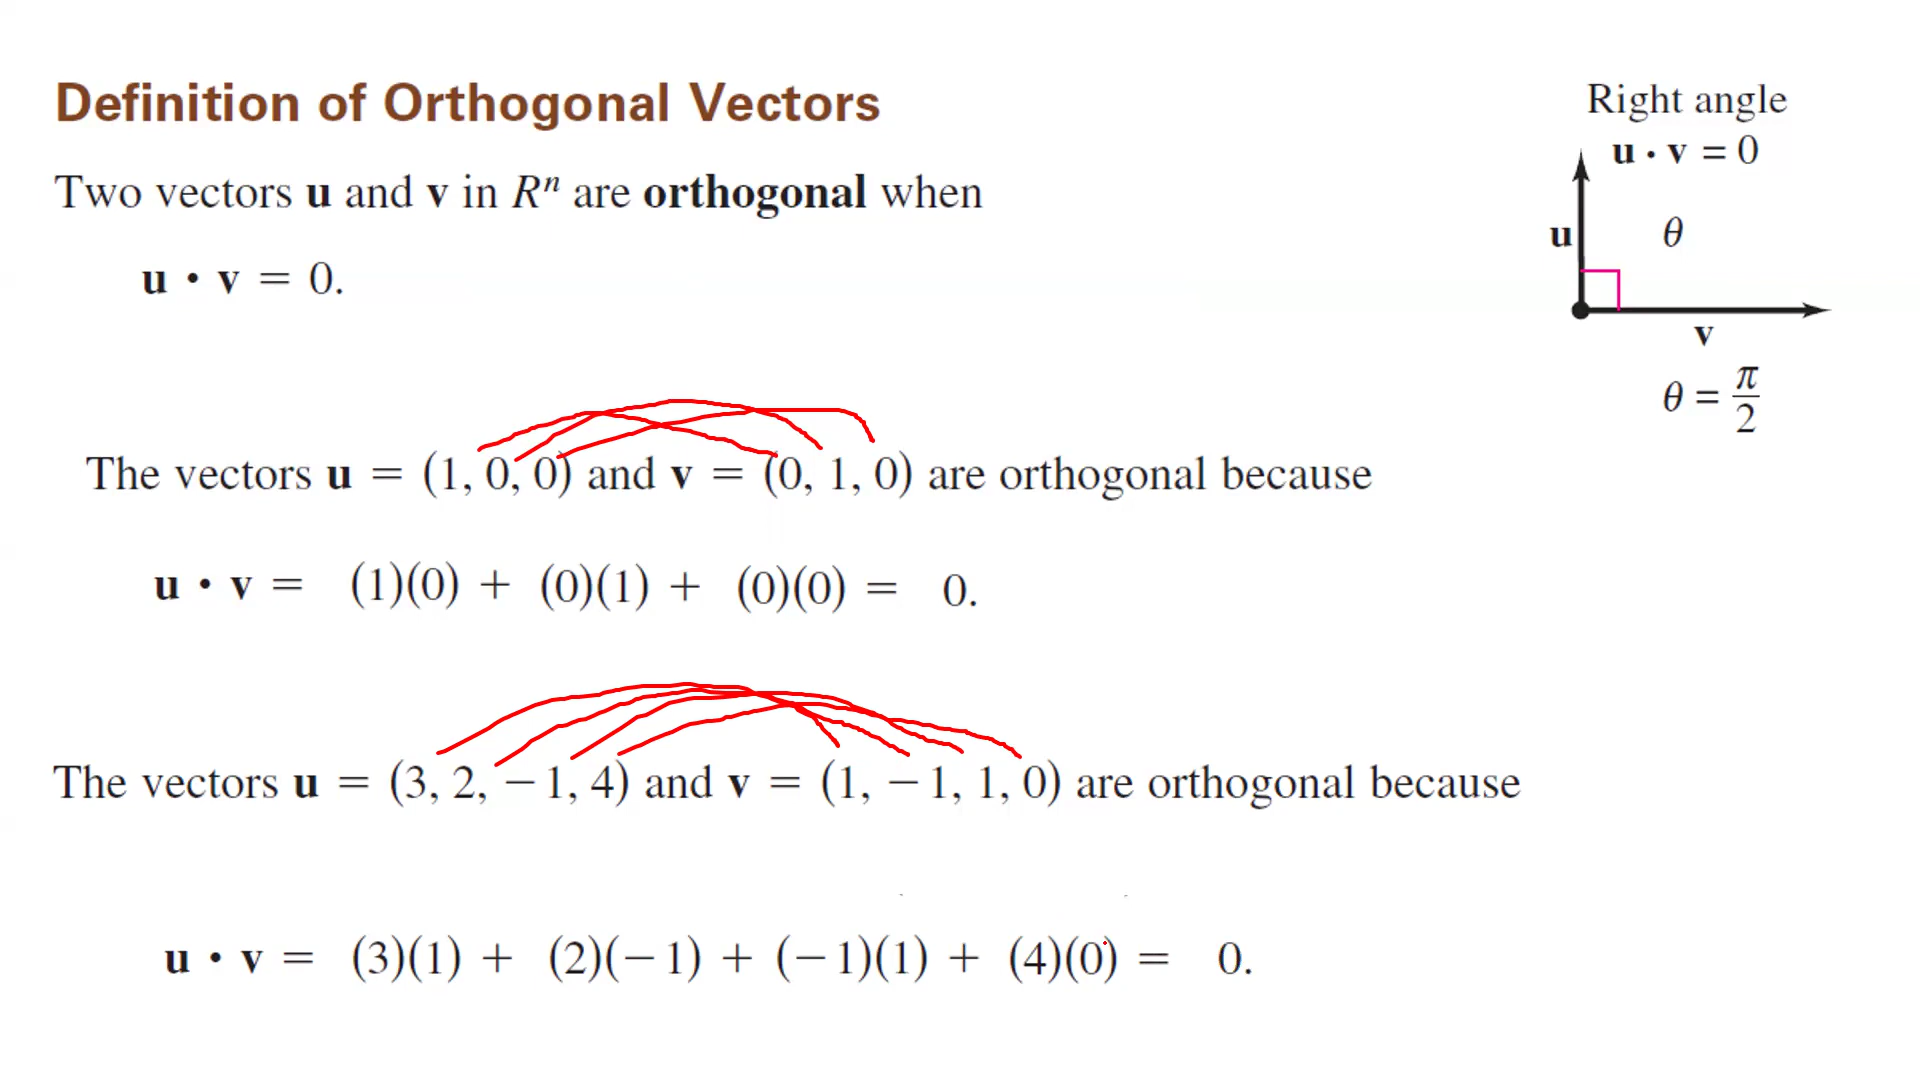 Definition of Orthogonal Vectors
Two vectors u and v in Rⁿ are orthogonal when
u · v = 0.
Right angle
u · v = 0
u
θ
v
θ = π/2
The vectors u = (1, 0, 0) and v = (0, 1, 0) are orthogonal because
u · v = (1)(0) + (0)(1) + (0)(0) = 0.
The vectors u = (3, 2, −1, 4) and v = (1, −1, 1, 0) are orthogonal because
u · v = (3)(1) + (2)(−1) + (−1)(1) + (4)(0) = 0.